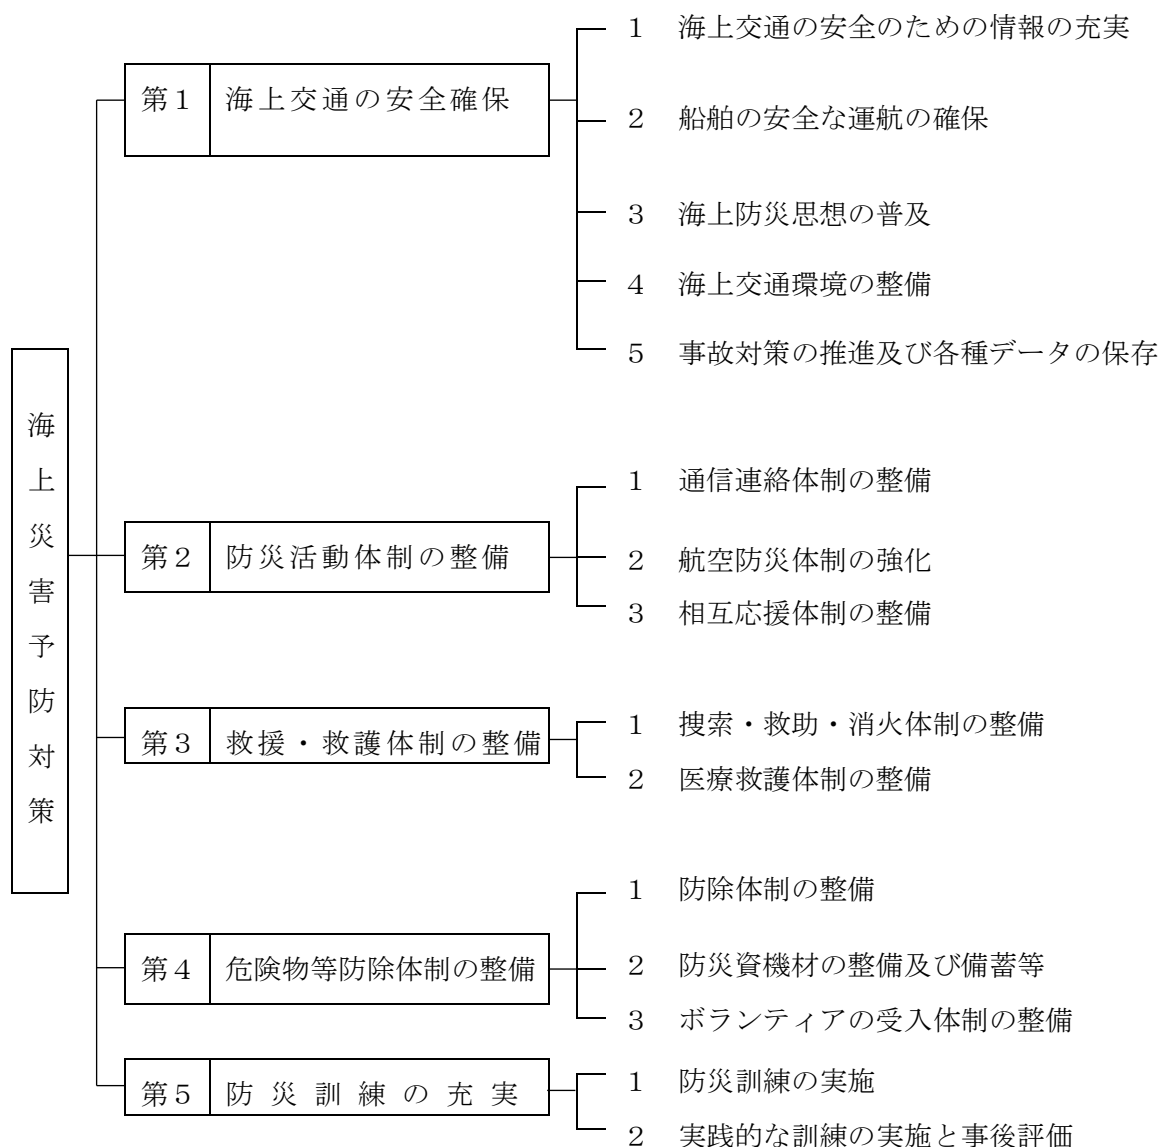 海上災害予防対策
第１ 海上交通の安全確保
１ 海上交通の安全のための情報の充実
２ 船舶の安全な運航の確保
３ 海上防災思想の普及
４ 海上交通環境の整備
５ 事故対策の推進及び各種データの保存
第２ 防災活動体制の整備
１ 通信連絡体制の整備
２ 航空防災体制の強化
３ 相互応援体制の整備
第３ 救援・救護体制の整備
１ 捜索・救助・消火体制の整備
２ 医療救護体制の整備
第４ 危険物等防除体制の整備
１ 防除体制の整備
２ 防災資機材の整備及び備蓄等
３ ボランティアの受入体制の整備
第５ 防災訓練の充実
１ 防災訓練の実施
２ 実践的な訓練の実施と事後評価